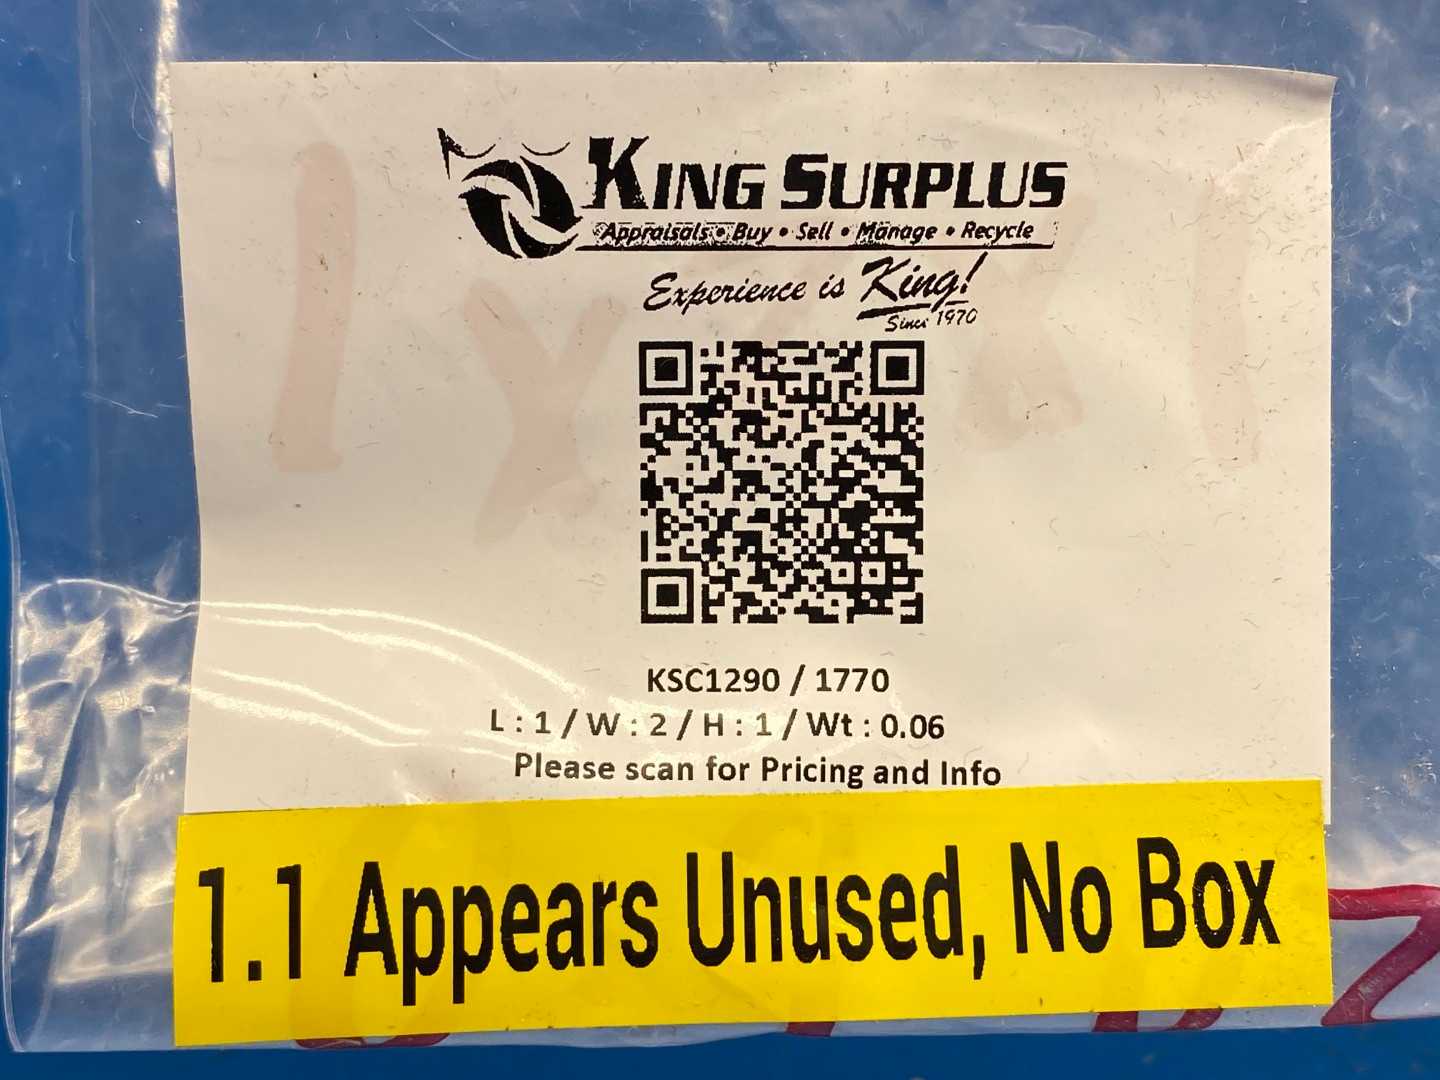 KING SURPLUS
Appraisals • Buy • Sell • Manage • Recycle
Experience is King!
Since 1970
KSC1290 / 1770
L : 1 / W : 2 / H : 1 / Wt : 0.06
Please scan for Pricing and Info
1.1 Appears Unused, No Box